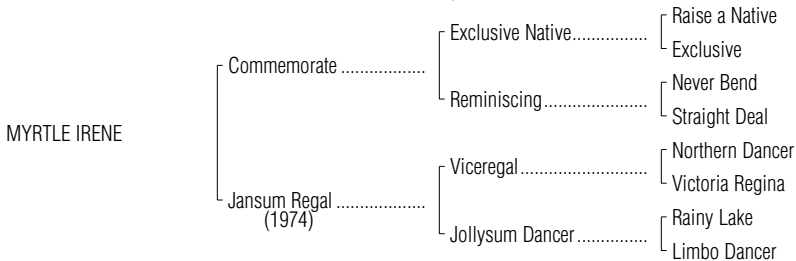 Raise a Native
Exclusive Native................
Exclusive
Commemorate ..................
Never Bend
Reminiscing......................
Straight Deal
MYRTLE IRENE
Northern Dancer
Viceregal...........................
Victoria Regina
Jansum Regal ...................
(1974)
Rainy Lake
Jollysum Dancer...............
Limbo Dancer